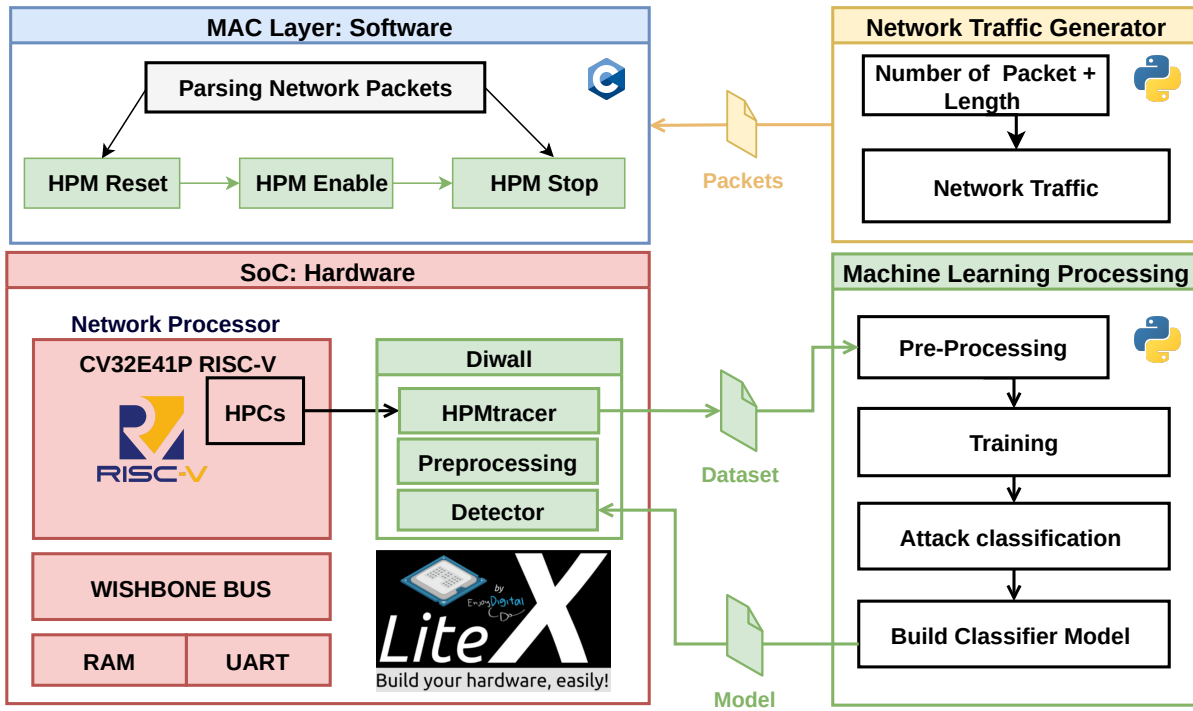 MAC Layer: Software
C
Parsing Network Packets
HPM Reset
HPM Enable
HPM Stop
Packets
Network Traffic Generator
Number of Packet +
Length
Network Traffic
SoC: Hardware
Network Processor
CV32E41P RISC-V
HPCs
RISC-V
WISHBONE BUS
RAM
UART
Diwall
HPMtracer
Preprocessing
Detector
by
EnjoyDigital
LiteX
Build your hardware, easily!
Dataset
Model
Machine Learning Processing
Pre-Processing
Training
Attack classification
Build Classifier Model